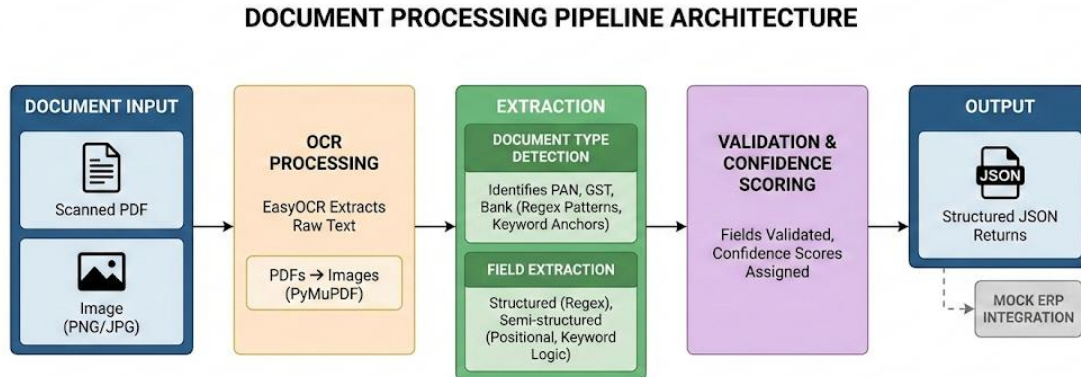 DOCUMENT PROCESSING PIPELINE ARCHITECTURE
DOCUMENT INPUT
Scanned PDF
Image
(PNG/JPG)
OCR
PROCESSING
EasyOCR Extracts
Raw Text
PDFs → Images
(PyMuPDF)
EXTRACTION
DOCUMENT TYPE
DETECTION
Identifies PAN, GST,
Bank (Regex Patterns,
Keyword Anchors)
FIELD EXTRACTION
Structured (Regex),
Semi-structured
(Positional, Keyword
Logic)
VALIDATION &
CONFIDENCE
SCORING
Fields Validated,
Confidence Scores
Assigned
OUTPUT
JSON
Structured JSON
Returns
MOCK ERP
INTEGRATION